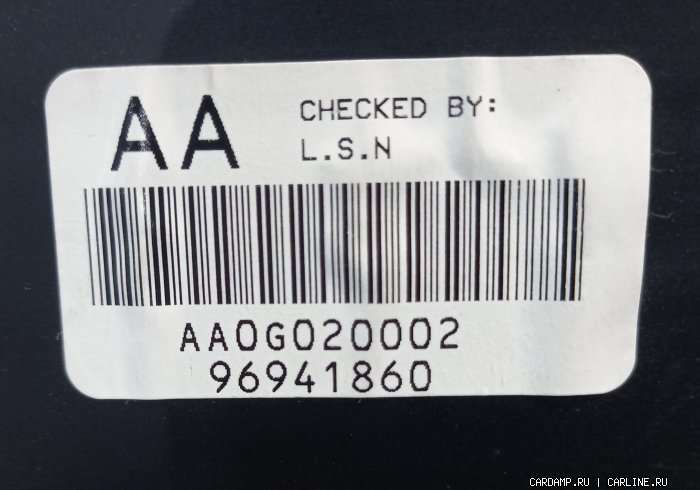 AA
CHECKED BY:
L.S.N
AA0G020002
96941860
CARDAMP.RU | CARLINE.RU